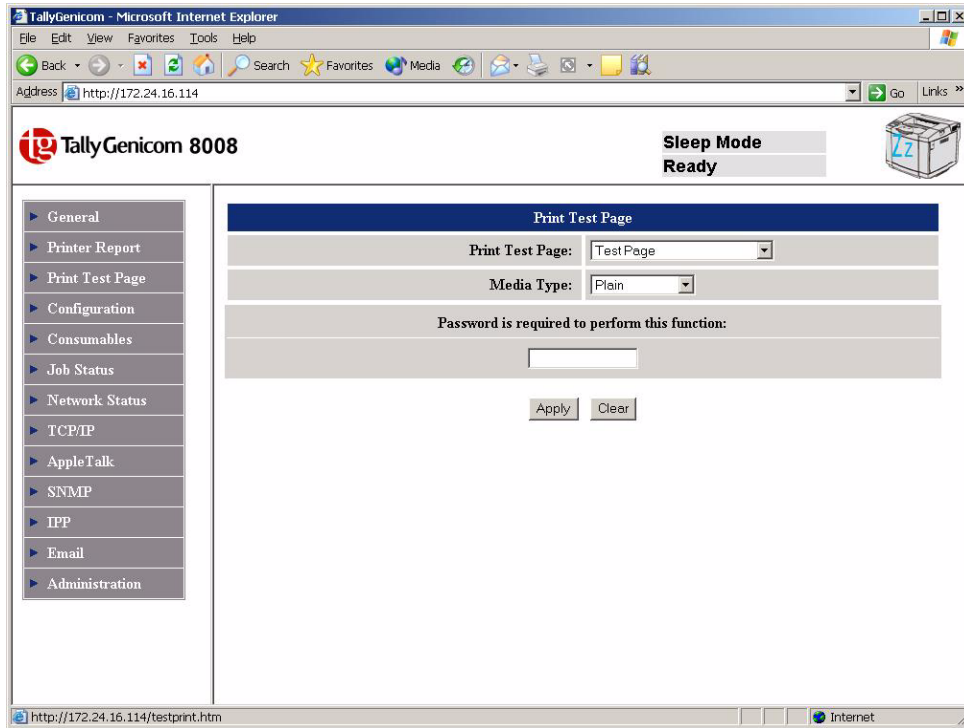 TallyGenicom - Microsoft Internet Explorer
File Edit View Favorites Tools Help
Back Search Favorites Media
Address http://172.24.16.114 Go Links »
tg TallyGenicom 8008
Sleep Mode
Ready
Zz
General
Printer Report
Print Test Page
Configuration
Consumables
Job Status
Network Status
TCP/IP
AppleTalk
SNMP
IPP
Email
Administration
Print Test Page
Print Test Page: Test Page
Media Type: Plain
Password is required to perform this function:
Apply Clear
http://172.24.16.114/testprint.htm Internet